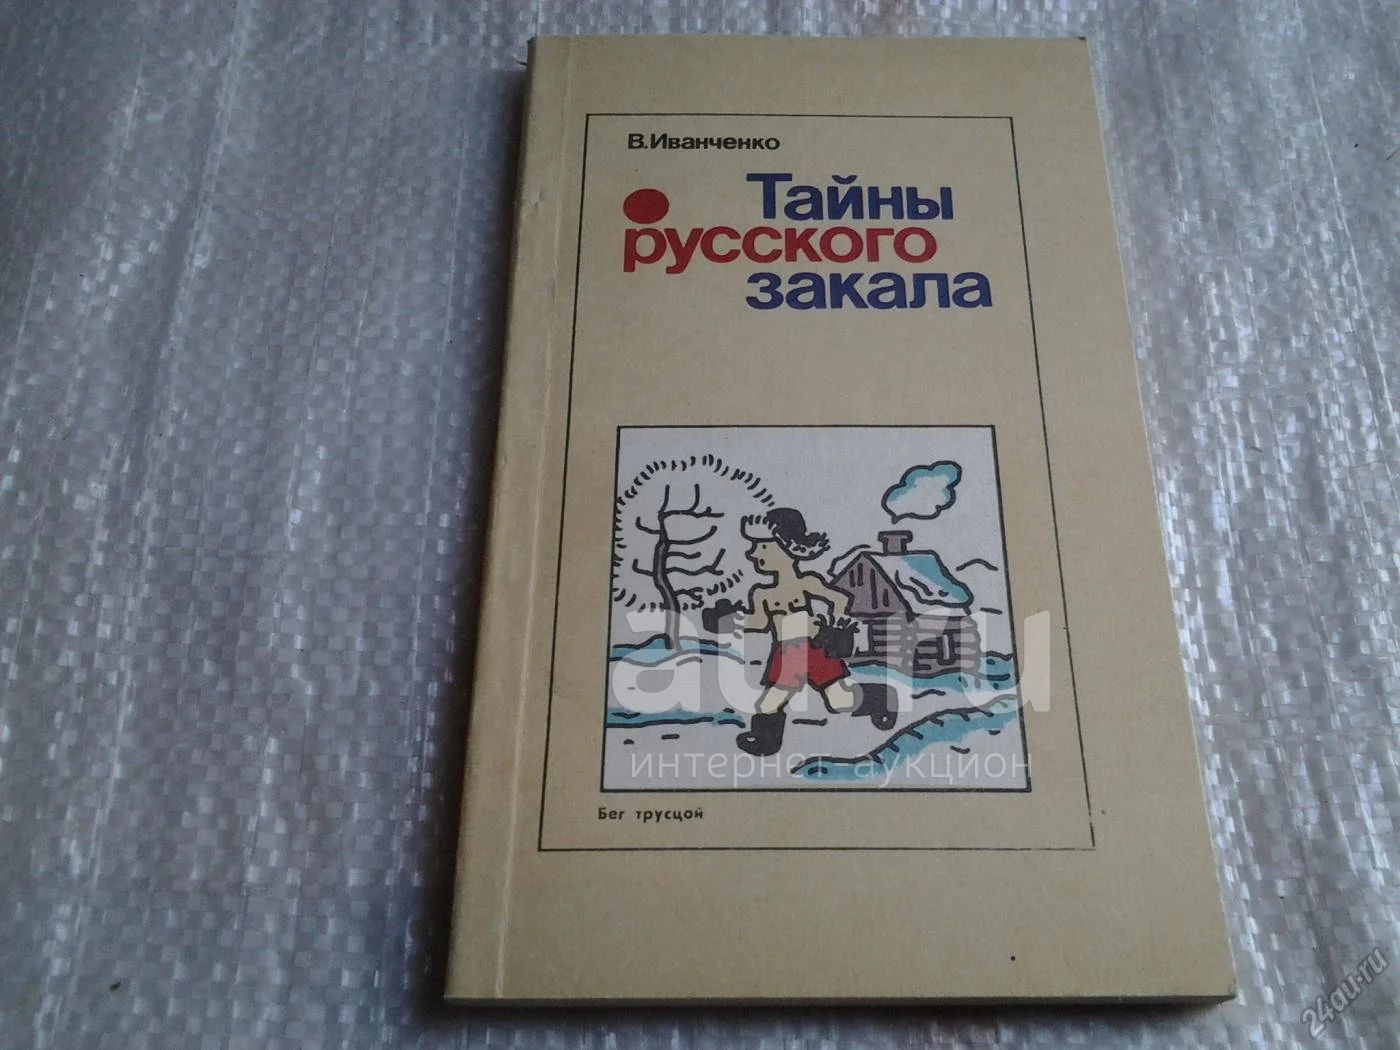 В. Иванченко
Тайны
русского
закала
au.ru
интернет-аукцион
Бег трусцой
24au.ru